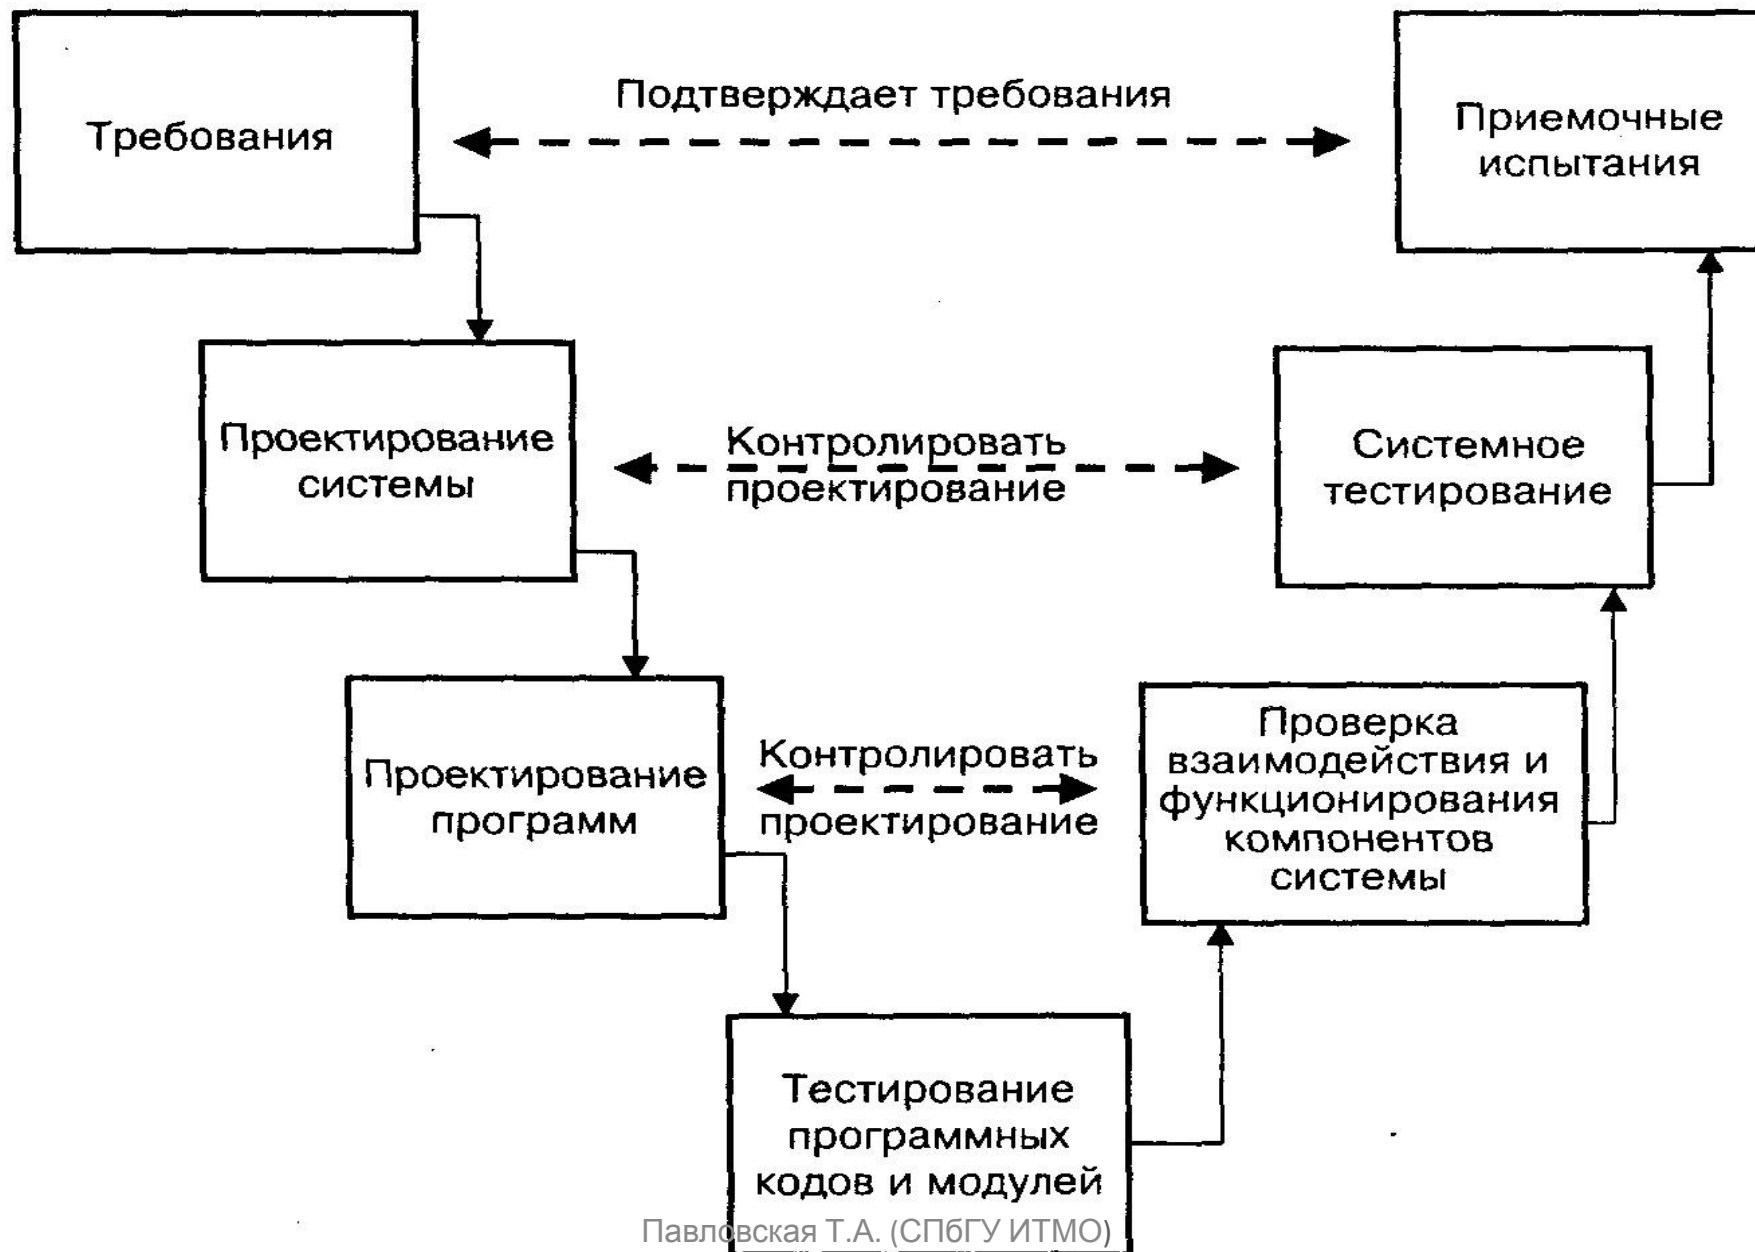 Требования
Подтверждает требования
Приемочные
испытания
Проектирование
системы
Контролировать
проектирование
Системное
тестирование
Проектирование
программ
Контролировать
проектирование
Проверка
взаимодействия и
функционирования
компонентов
системы
Тестирование
программных
кодов и модулей
Павловская Т.А. (СПбГУ ИТМО)